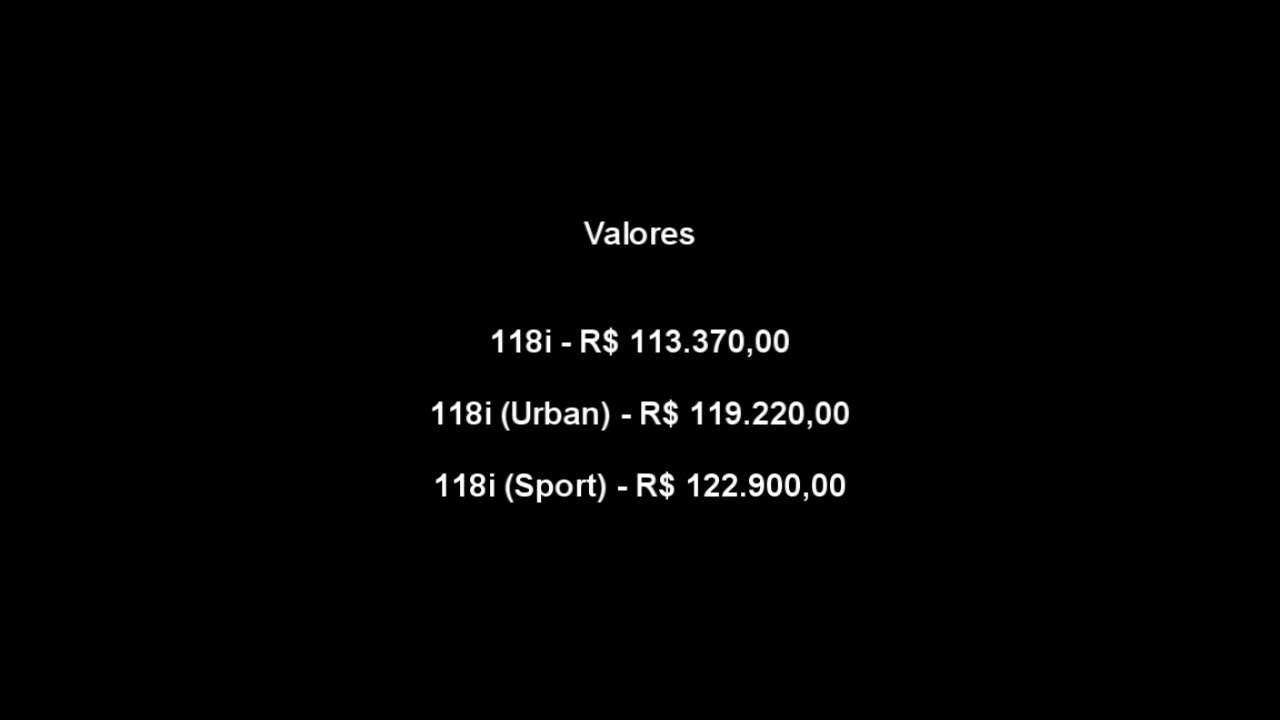 Valores
118i - R$ 113.370,00
118i (Urban) - R$ 119.220,00
118i (Sport) - R$ 122.900,00